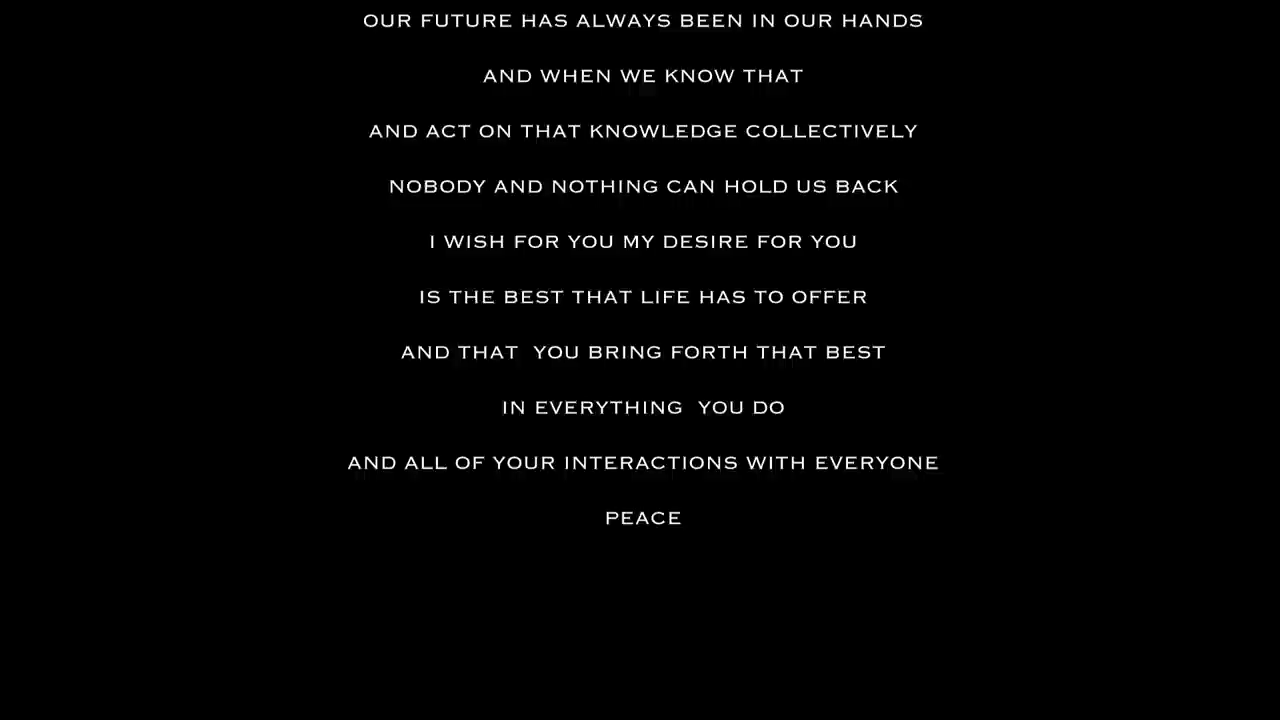 OUR FUTURE HAS ALWAYS BEEN IN OUR HANDS
AND WHEN WE KNOW THAT
AND ACT ON THAT KNOWLEDGE COLLECTIVELY
NOBODY AND NOTHING CAN HOLD US BACK
I WISH FOR YOU MY DESIRE FOR YOU
IS THE BEST THAT LIFE HAS TO OFFER
AND THAT  YOU BRING FORTH THAT BEST
IN EVERYTHING  YOU DO
AND ALL OF YOUR INTERACTIONS WITH EVERYONE
PEACE